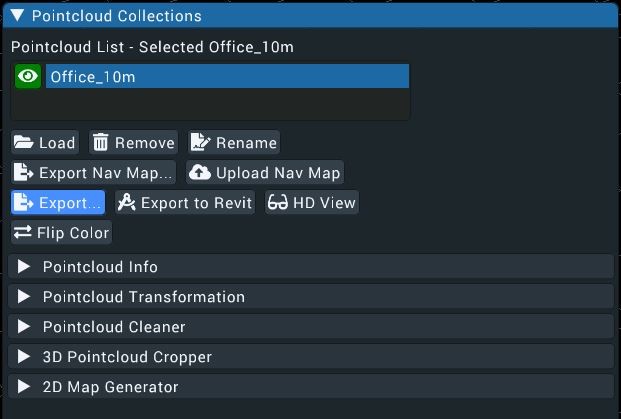 Pointcloud Collections
Pointcloud List - Selected Office_10m
Office_10m
Load Remove Rename
Export Nav Map... Upload Nav Map
Export... Export to Revit HD View
Flip Color
Pointcloud Info
Pointcloud Transformation
Pointcloud Cleaner
3D Pointcloud Cropper
2D Map Generator